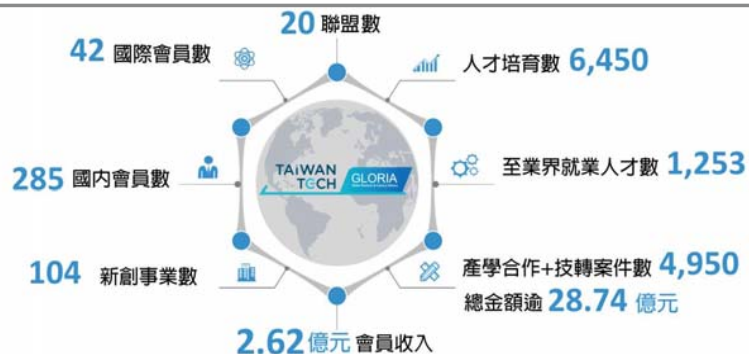 20 聯盟數
42 國際會員數
人才培育數 6,450
285 國內會員數
TAIWAN TECH
GLORIA
至業界就業人才數 1,253
104 新創事業數
產學合作+技轉案件數 4,950
總金額逾 28.74 億元
2.62 億元 會員收入